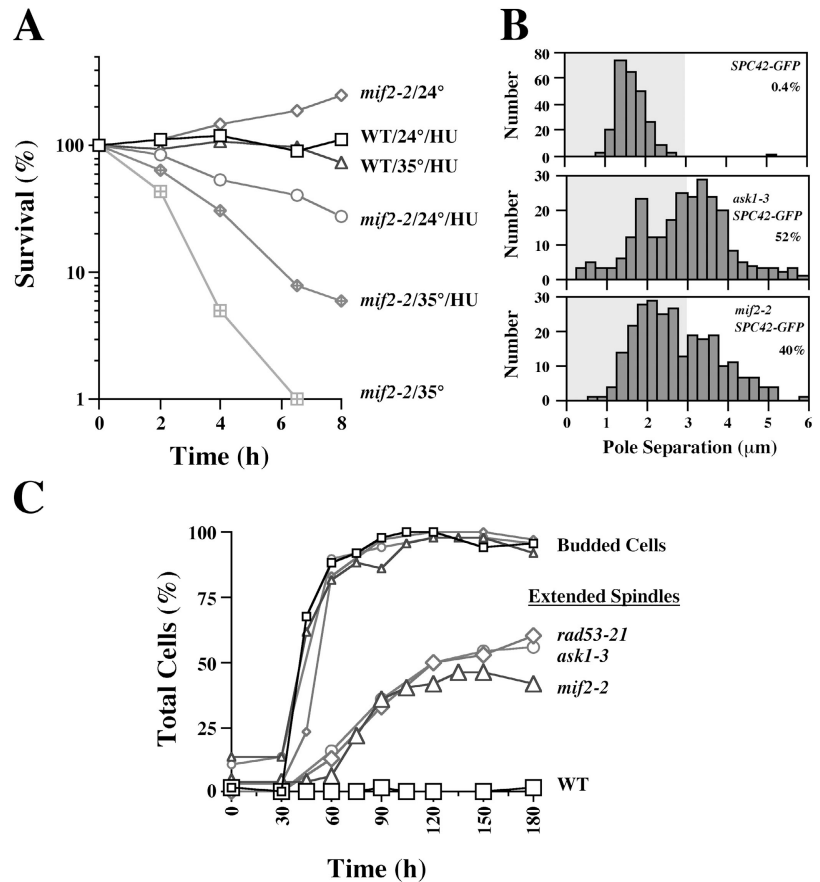 A
Survival (%)
100
10
1
0
2
4
6
8
Time (h)
mif2-2/24°
WT/24°/HU
WT/35°/HU
mif2-2/24°/HU
mif2-2/35°/HU
mif2-2/35°
B
Number
80
60
40
20
0
SPC42-GFP
0.4%
Number
30
20
10
0
ask1-3
SPC42-GFP
52%
Number
30
20
10
0
mif2-2
SPC42-GFP
40%
0
1
2
3
4
5
6
Pole Separation (μm)
C
Total Cells (%)
100
75
50
25
0
0
30
60
90
120
150
180
Time (h)
Budded Cells
Extended Spindles
rad53-21
ask1-3
mif2-2
WT